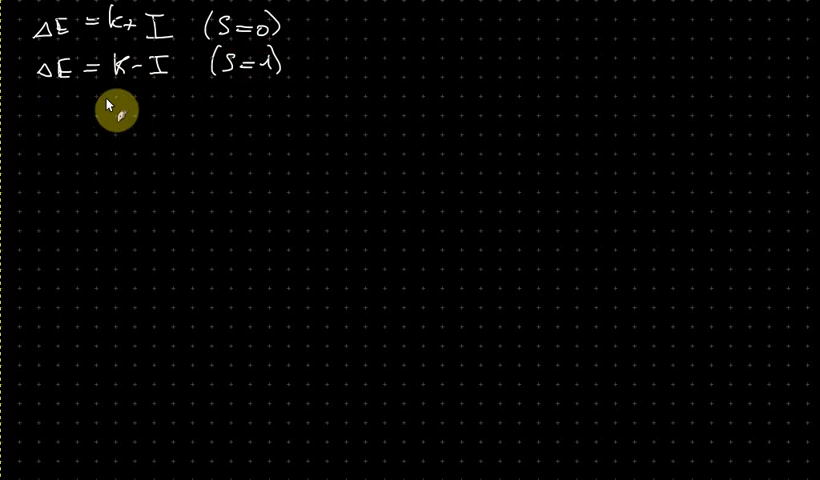 ΔE = K + I (S=0)
ΔE = K - I (S=1)